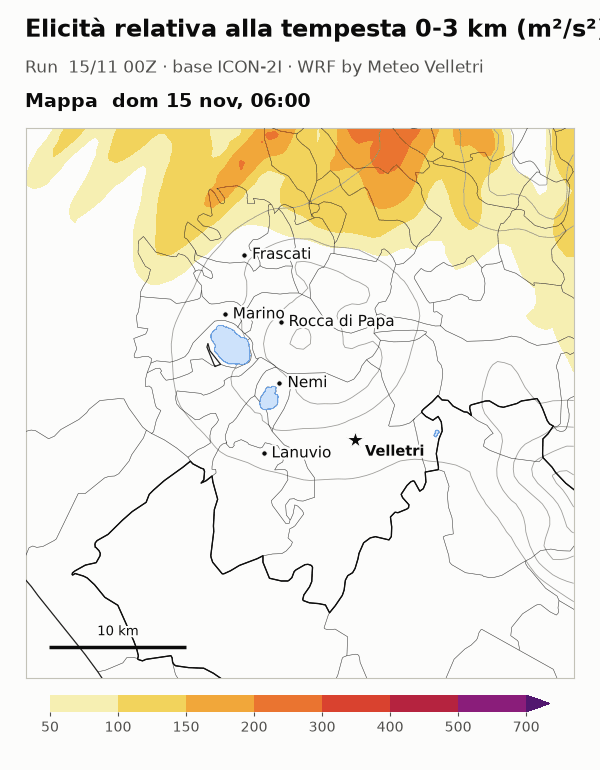 Elicità relativa alla tempesta 0-3 km (m²/s²)
Run 15/11 00Z · base ICON-2I · WRF by Meteo Velletri
Mappa dom 15 nov, 06:00
Frascati
Marino
Rocca di Papa
Nemi
Velletri
Lanuvio
10 km
50 100 150 200 300 400 500 700